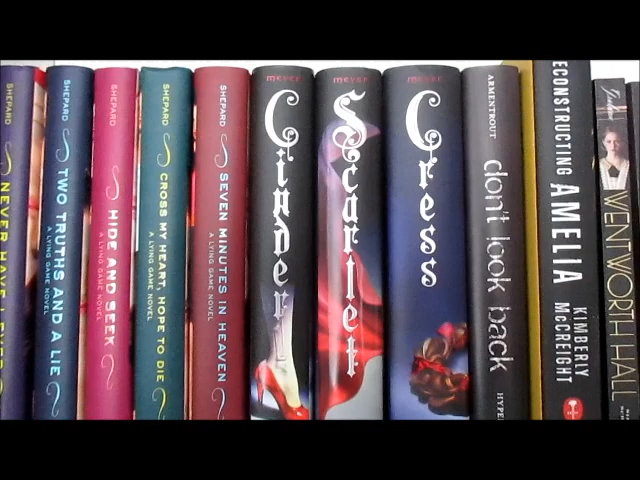 SHEPARD
NEVER HAVE I EVER
SHEPARD
TWO TRUTHS AND A LIE
A LYING GAME NOVEL
SHEPARD
HIDE AND SEEK
A LYING GAME NOVEL
SHEPARD
CROSS MY HEART, HOPE TO DIE
A LYING GAME NOVEL
SHEPARD
SEVEN MINUTES IN HEAVEN
A LYING GAME NOVEL
MEYER
Cinder
MEYER
Scarlet
MEYER
Cress
ARMENTROUT
don't look back
HYPER
ECONSTRUCTING
AMELIA
KIMBERLY
McCREIGHT
WENTWORTH HALL